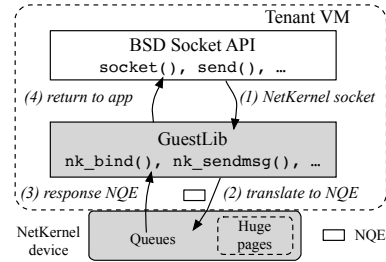 Tenant VM
BSD Socket API
socket(), send(), …
(4) return to app
(1) NetKernel socket
GuestLib
nk_bind(), nk_sendmsg(), …
(3) response NQE
(2) translate to NQE
NetKernel
device
Queues
Huge
pages
NQE